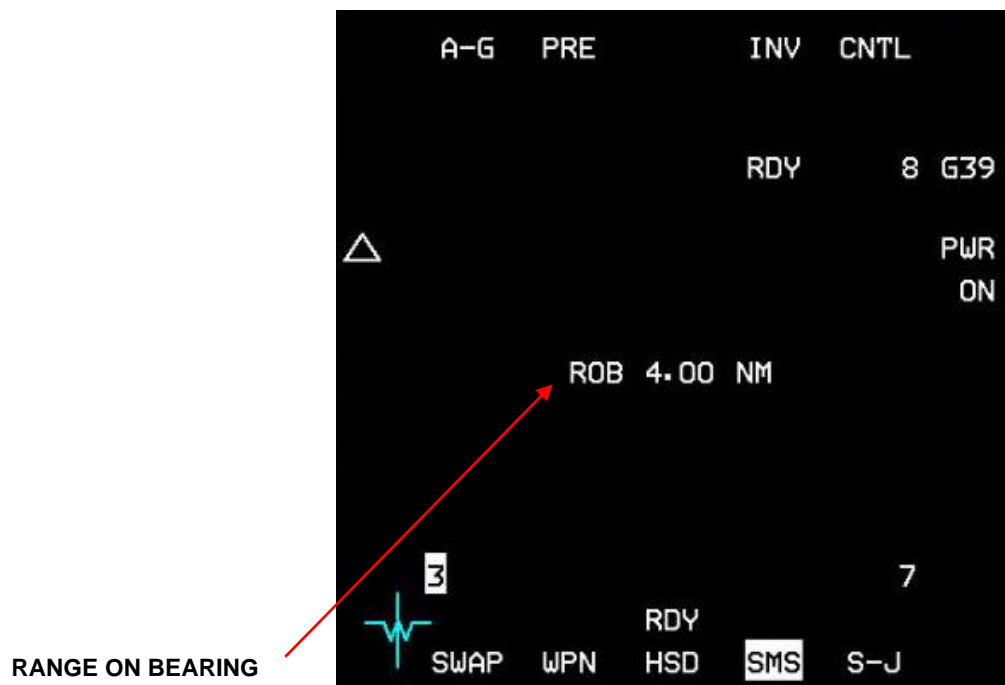 A-G PRE INV CNTL
RDY 8 G39
PWR
ON
ROB 4.00 NM
3 7
RDY
SWAP WPN HSD SMS S-J
RANGE ON BEARING